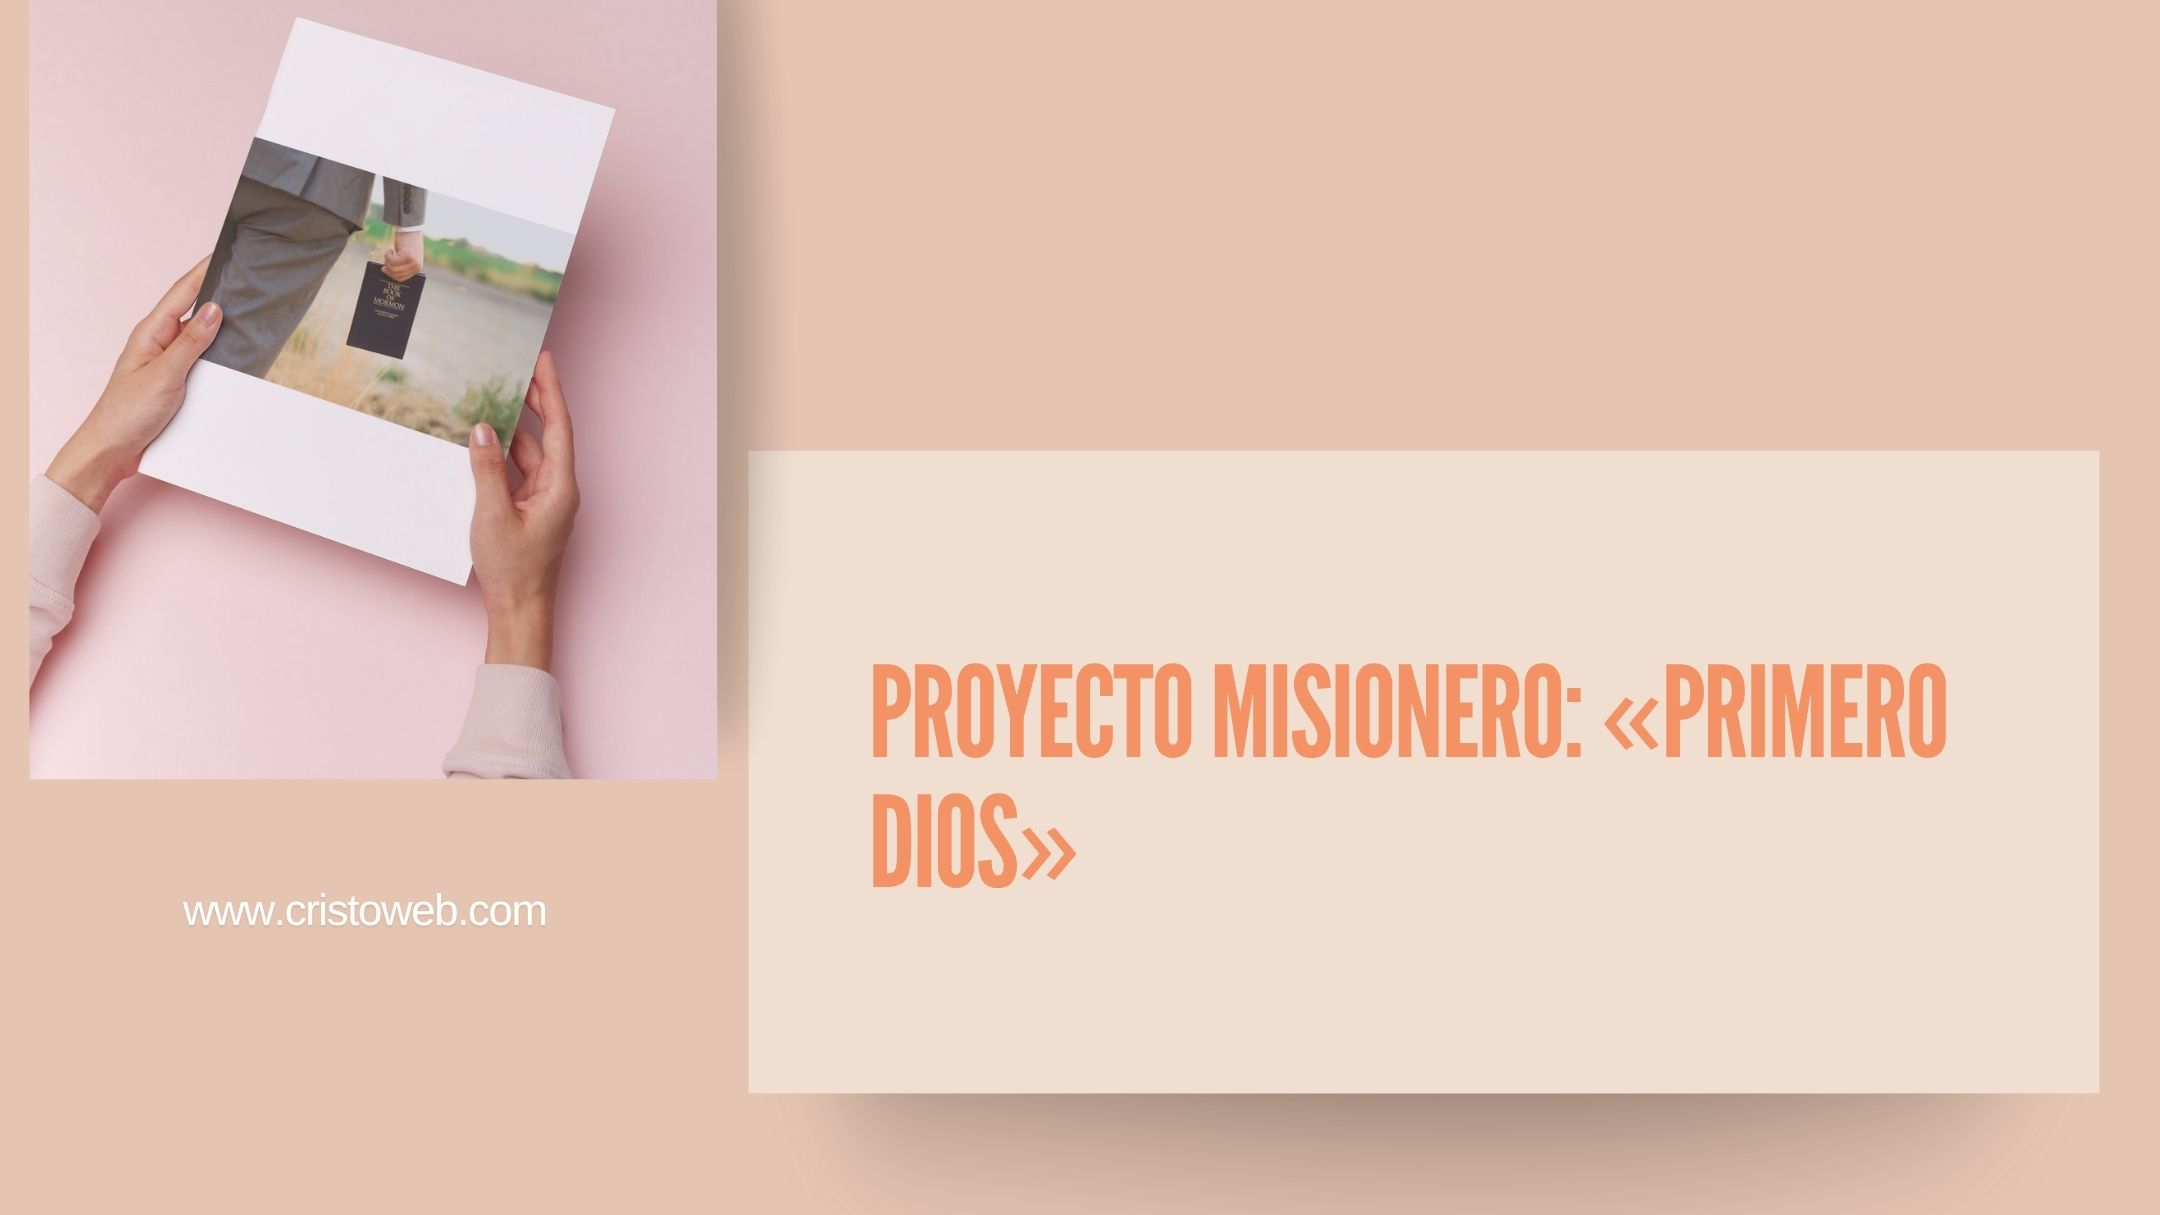 THE
BOOK
OF
MORMON
PROYECTO MISIONERO: «PRIMERO
DIOS»
www.cristoweb.com